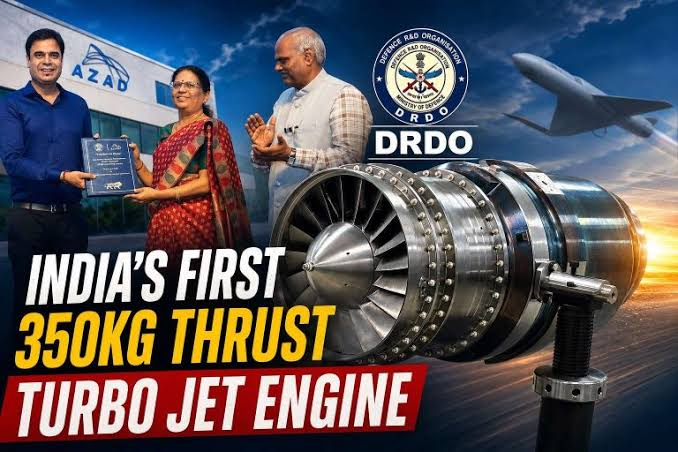 AZAD
DEFENCE R&D ORGANISATION
MINISTRY OF DEFENCE
DRDO
INDIA'S FIRST
350KG THRUST
TURBO JET ENGINE